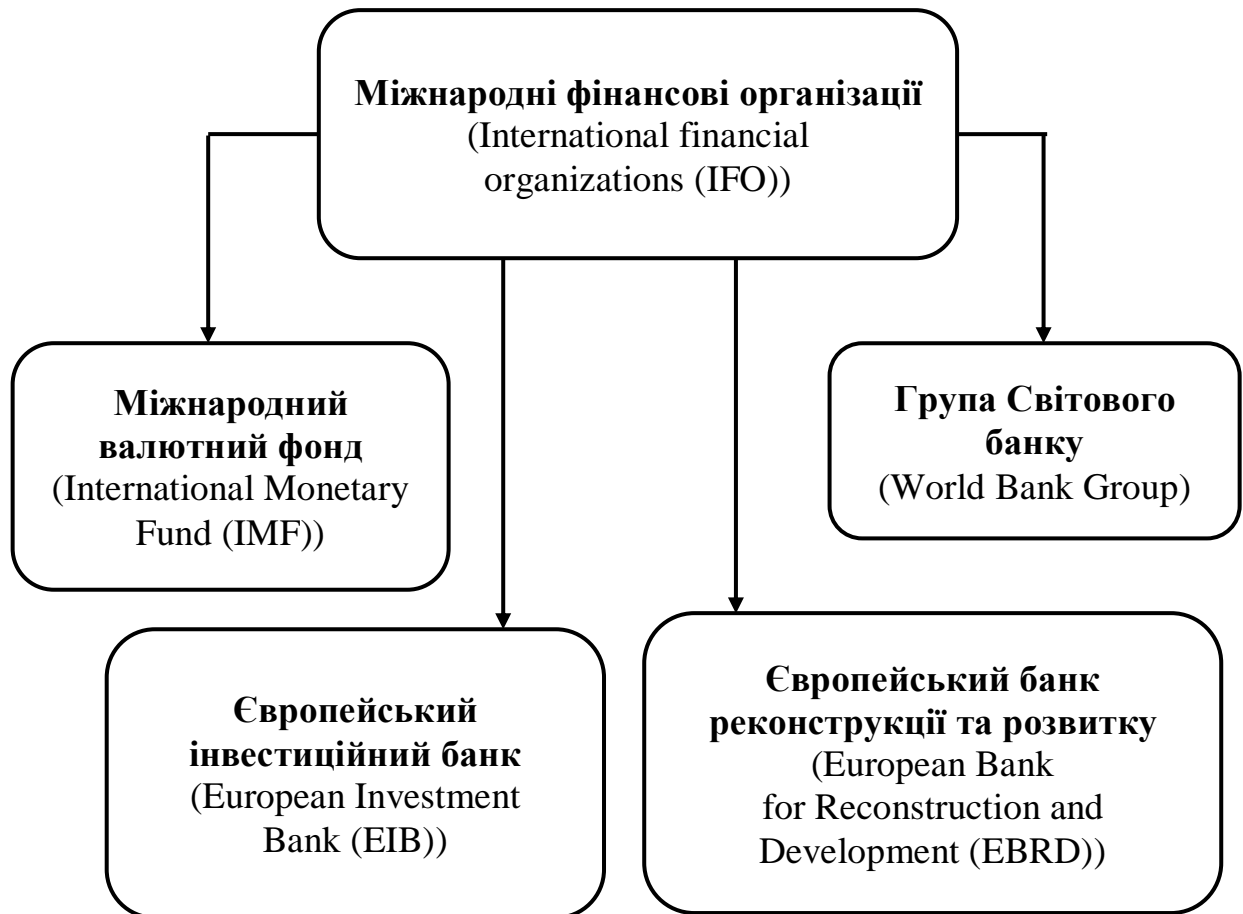 Міжнародні фінансові організації
(International financial
organizations (IFO))
Міжнародний
валютний фонд
(International Monetary
Fund (IMF))
Група Світового
банку
(World Bank Group)
Європейський
інвестиційний банк
(European Investment
Bank (EIB))
Європейський банк
реконструкції та розвитку
(European Bank
for Reconstruction and
Development (EBRD))